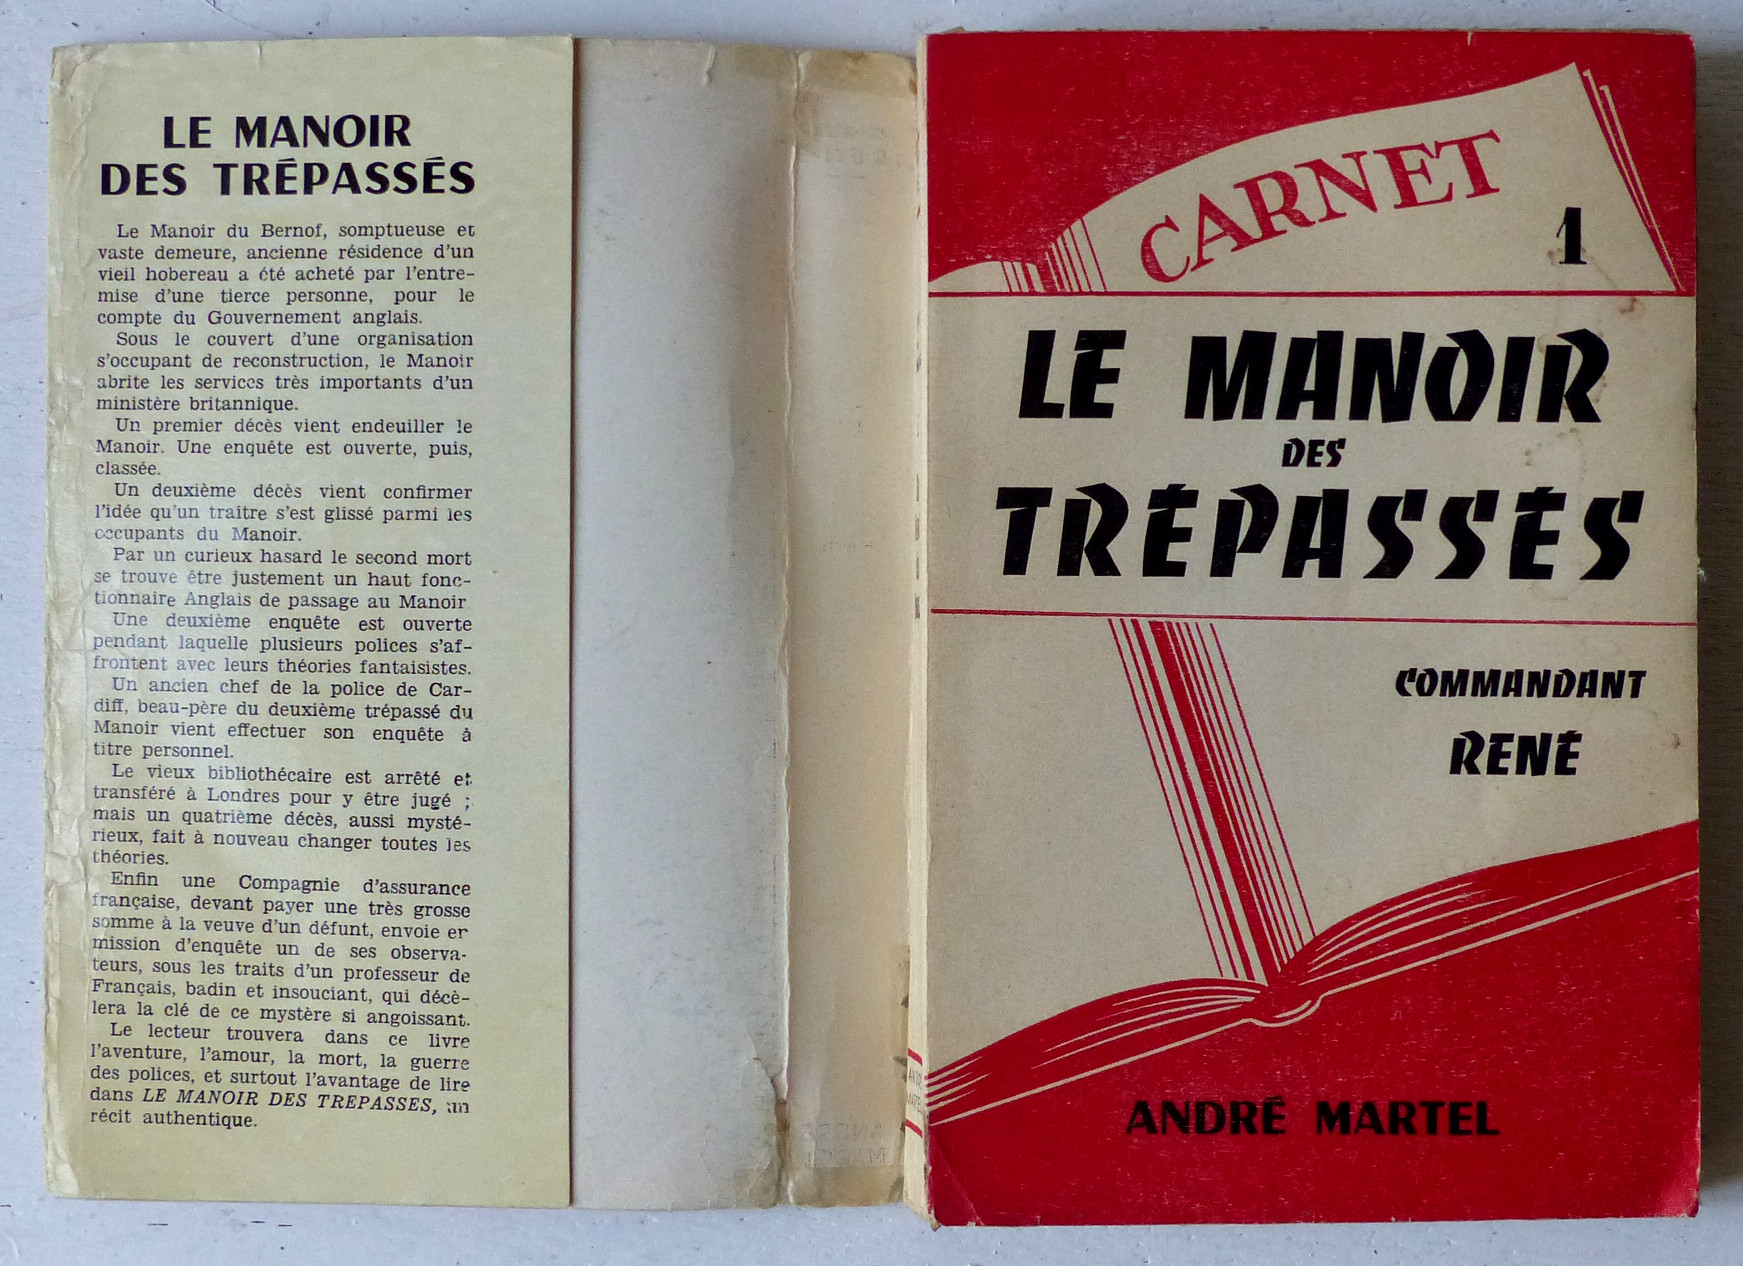 LE MANOIR
DES TRÉPASSÉS
Le Manoir du Bernof, somptueuse et
vaste demeure, ancienne résidence d'un
vieil hobereau a été acheté par l'entre-
mise d'une tierce personne, pour le
compte du Gouvernement anglais.
Sous le couvert d'une organisation
s'occupant de reconstruction, le Manoir
abrite les services très importants d'un
ministère britannique.
Un premier décès vient endeuiller le
Manoir. Une enquête est ouverte, puis,
classée.
Un deuxième décès vient confirmer
l'idée qu'un traître s'est glissé parmi les
occupants du Manoir.
Par un curieux hasard le second mort
se trouve être justement un haut fonc-
tionnaire Anglais de passage au Manoir
Une deuxième enquête est ouverte
pendant laquelle plusieurs polices s'af-
frontent avec leurs théories fantaisistes.
Un ancien chef de la police de Car-
diff, beau-père du deuxième trépassé du
Manoir vient effectuer son enquête à
titre personnel.
Le vieux bibliothécaire est arrêté et
transféré à Londres pour y être jugé ;
mais un quatrième décès, aussi mysté-
rieux, fait à nouveau changer toutes les
théories.
Enfin une Compagnie d'assurance
française, devant payer une très grosse
somme à la veuve d'un défunt, envoie er
mission d'enquête un de ses observa-
teurs, sous les traits d'un professeur de
Français, badin et insouciant, qui décè-
lera la clé de ce mystère si angoissant.
Le lecteur trouvera dans ce livre
l'aventure, l'amour, la mort, la guerre
des polices, et surtout l'avantage de lire
dans LE MANOIR DES TREPASSES, un
récit authentique.
CARNET
1
LE MANOIR
DES
TRÉPASSÉS
COMMANDANT
RENÉ
ANDRÉ MARTEL
ANDRÉ
MARTEL